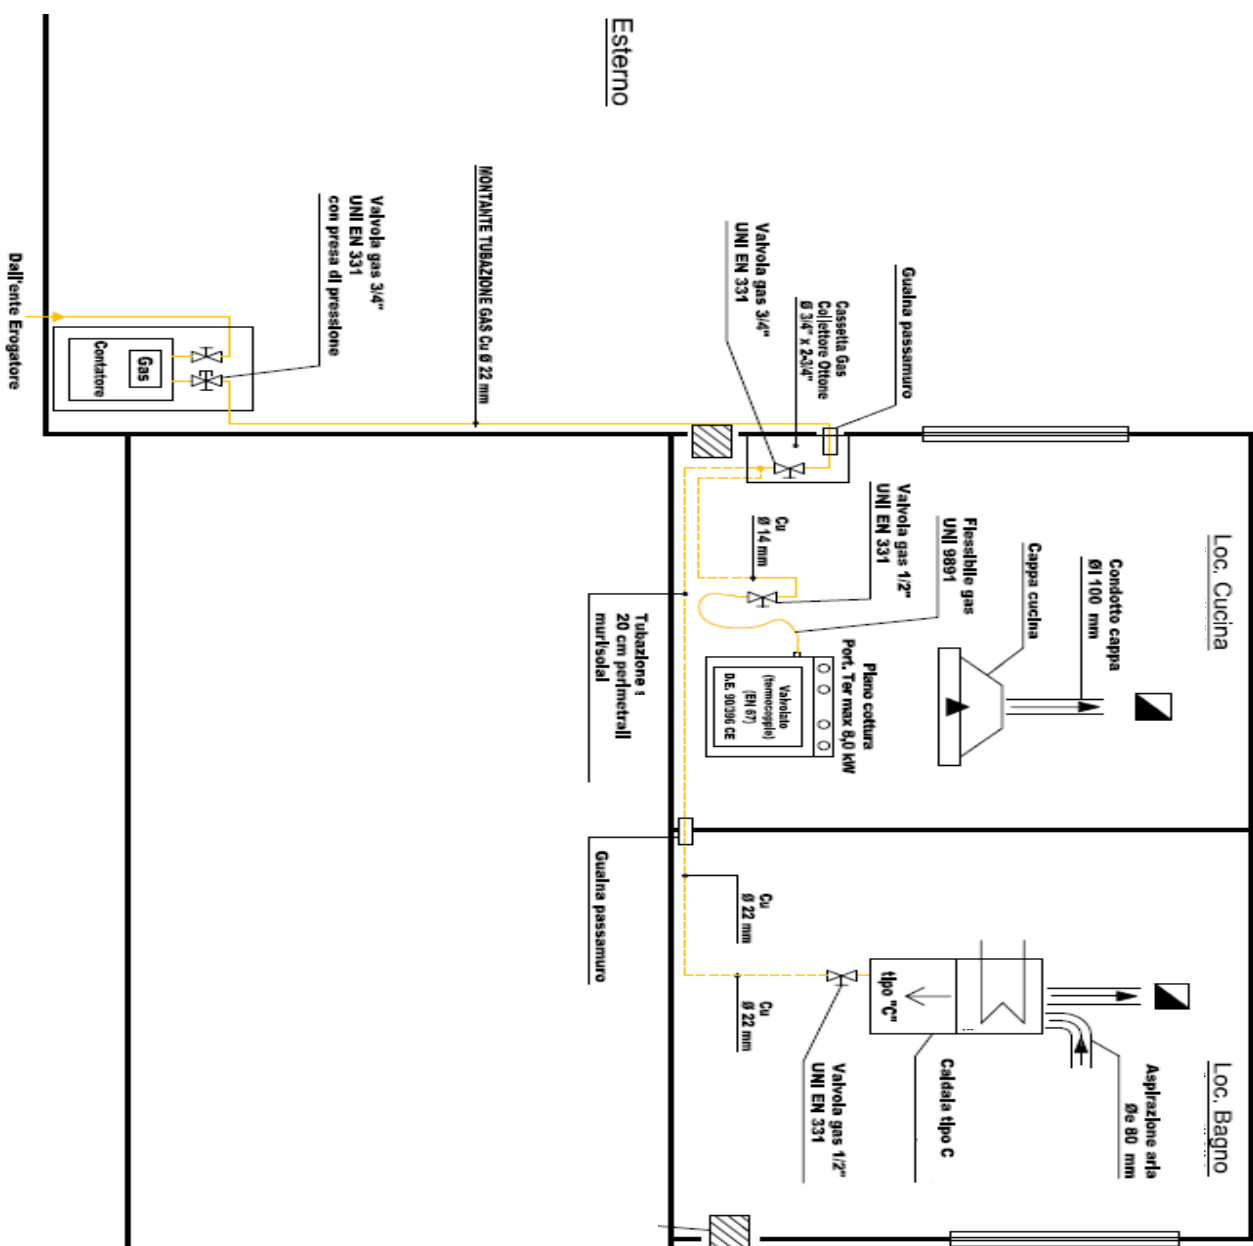 Esterno
Loc. Cucina
Loc. Bagno
Dall'ente Erogatore
Contatore
Gas
Valvola gas 3/4"
UNI EN 331
con presa di pressione
MONTANTE TUBAZIONE GAS Cu Ø 22 mm
Valvola gas 3/4"
UNI EN 331
Cassetta Gas
Collettore Ottone
Ø 3/4" x 2-3/4"
Guaina passamuro
Cu
Ø 14 mm
Valvola gas 1/2"
UNI EN 331
Flessibile gas
UNI 9891
Cappa cucina
Condotto cappa
Øi 100 mm
Piano cottura
Port. Ter max 8,0 kW
Valvolato
(termocoppie)
(EN 67)
D.E. 90/396 CE
Tubazione s
20 cm perimetrali
muri/solai
Guaina passamuro
Cu
Ø 22 mm
Cu
Ø 22 mm
Valvola gas 1/2"
UNI EN 331
tipo "C"
...
Caldaia tipo C
Aspirazione aria
Øe 80 mm